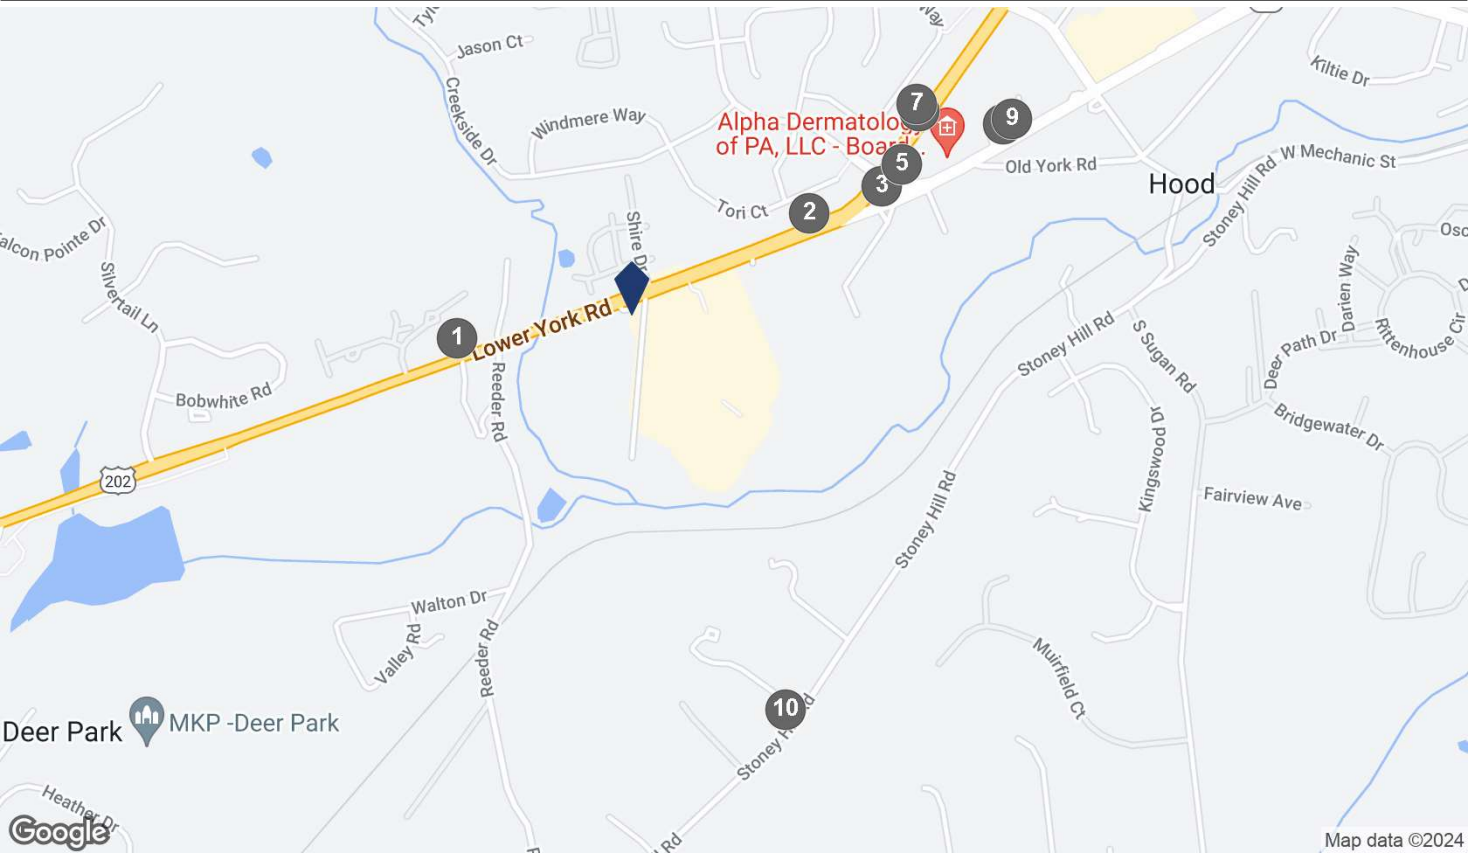 Tyl
Way
Jason Ct
Kiltie Dr
Creekside Dr
Windmere Way
7
9
Alpha Dermatology
of PA, LLC - Board...
5
3
Old York Rd
W Mechanic St
Hood
Stoney Hill Rd
Tori Ct
2
Shire Dr
alcon Pointe Dr
Silvertail Ln
Osc
Darien Way
D
Rittenhouse Cir
1
Lower York Rd
Stoney Hill Rd
S Sugan Rd
Deer Path Dr
Bobwhite Rd
Reeder Rd
Kingswood Dr
Bridgewater Dr
202
Fairview Ave
Stoney Hill Rd
Walton Dr
Valley Rd
Reeder Rd
Muirfield Ct
10
Deer Park
MKP -Deer Park
Stoney H
d
Heather Dr
Google
Rd
Map data ©2024